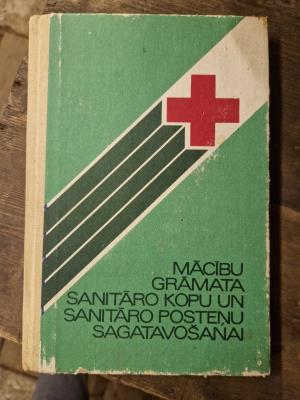 MĀCĪBU
GRĀMATA
SANITĀRO KOPU UN
SANITĀRO POSTEŅU
SAGATAVOŠANAI